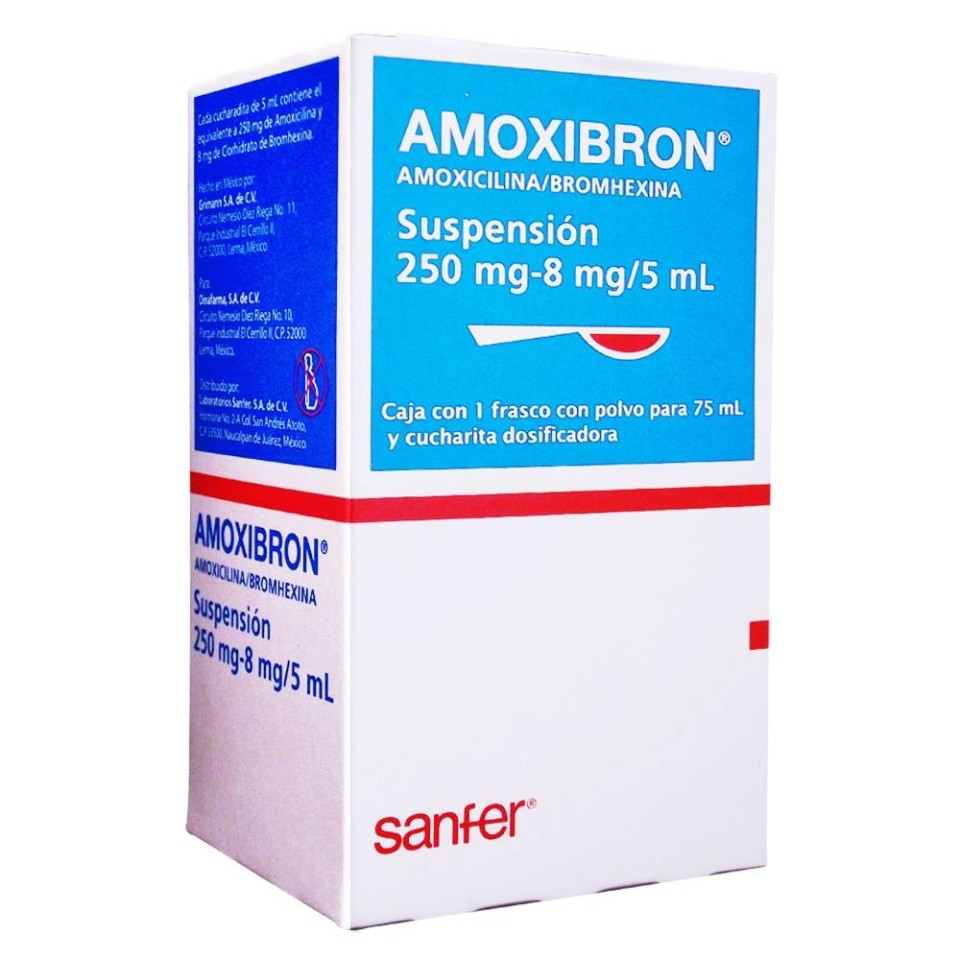 AMOXIBRON®
AMOXICILINA/BROMHEXINA
Suspensión
250 mg-8 mg/5 mL
Caja con 1 frasco con polvo para 75 mL
y cucharita dosificadora
sanfer®
Cada cucharadita de 5 mL contiene el
equivalente a 250 mg de Amoxicilina y
8 mg de Clorhidrato de Bromhexina.
Hecho en México por:
Grimann S.A. de C.V.
Circuito Nemesio Diez Riega No. 11,
Parque Industrial El Cerrillo II,
C.P. 52000, Lerma, México.
Para:
Dinafarma, S.A. de C.V.
Circuito Nemesio Diez Riega No. 10,
Parque Industrial El Cerrillo II, C.P. 52000
Lerma, México.
Distribuido por:
Laboratorios Sanfer, S.A. de C.V.
Hormona No. 2-A Col. San Andrés Atoto,
C.P. 53500, Naucalpan de Juárez, México.
AMOXIBRON®
AMOXICILINA/BROMHEXINA
Suspensión
250 mg-8 mg/5 mL